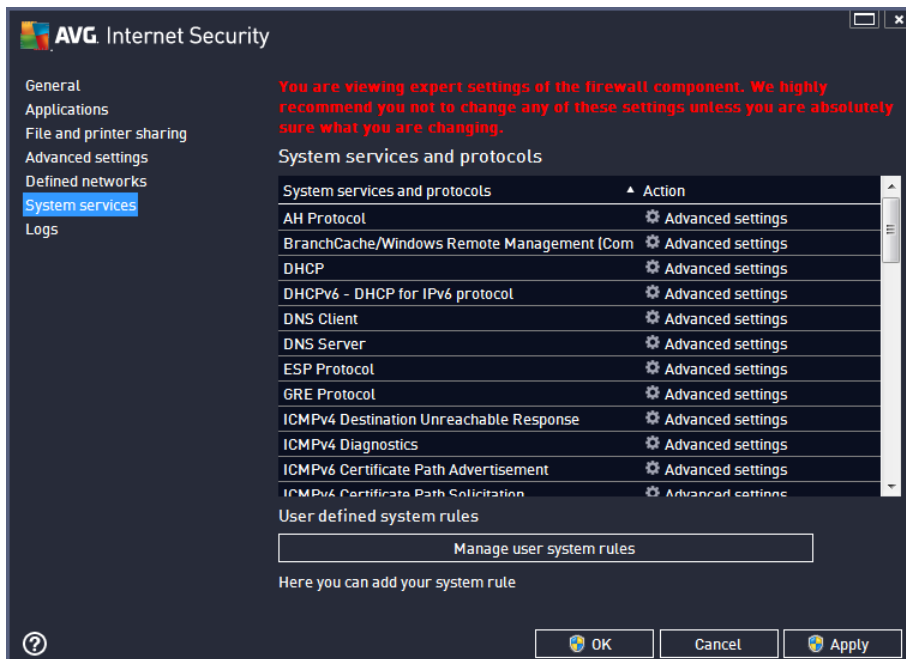 AVG. Internet Security
General
Applications
File and printer sharing
Advanced settings
Defined networks
System services
Logs
You are viewing expert settings of the firewall component. We highly
recommend you not to change any of these settings unless you are absolutely
sure what you are changing.
System services and protocols
System services and protocols Action
AH Protocol Advanced settings
BranchCache/Windows Remote Management (Com Advanced settings
DHCP Advanced settings
DHCPv6 - DHCP for IPv6 protocol Advanced settings
DNS Client Advanced settings
DNS Server Advanced settings
ESP Protocol Advanced settings
GRE Protocol Advanced settings
ICMPv4 Destination Unreachable Response Advanced settings
ICMPv4 Diagnostics Advanced settings
ICMPv6 Certificate Path Advertisement Advanced settings
ICMPv6 Certificate Path Solicitation Advanced settings
User defined system rules
Manage user system rules
Here you can add your system rule
OK Cancel Apply